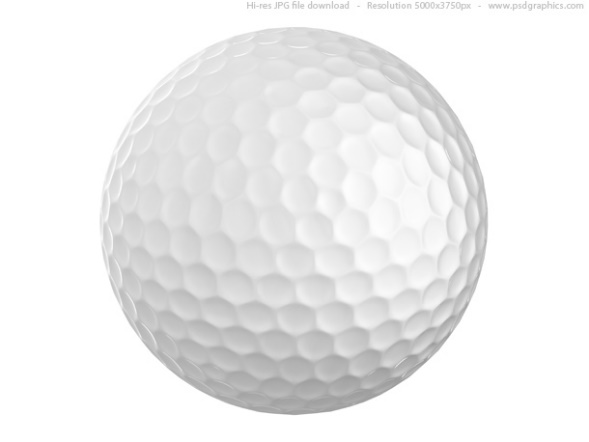 Hi-res JPG file download - Resolution 5000x3750px - www.psdgraphics.com